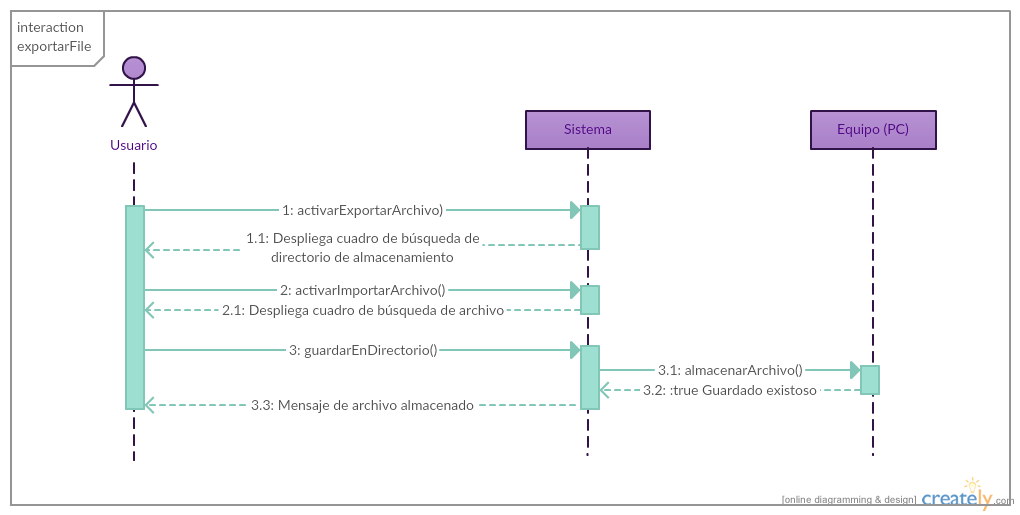 interaction
exportarFile
Usuario
Sistema
Equipo (PC)
1: activarExportarArchivo)
1.1: Despliega cuadro de búsqueda de
directorio de almacenamiento
2: activarImportarArchivo()
2.1: Despliega cuadro de búsqueda de archivo
3: guardarEnDirectorio()
3.1: almacenarArchivo()
3.2: :true Guardado existoso
3.3: Mensaje de archivo almacenado
[online diagramming & design] creately.com